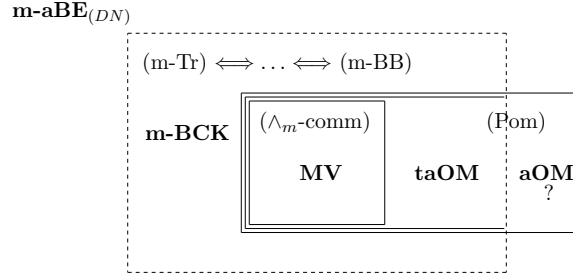 m-aBE(DN)
(m-Tr) ⟺ … ⟺ (m-BB)
(∧m-comm) (Pom)
m-BCK
MV taOM aOM
?